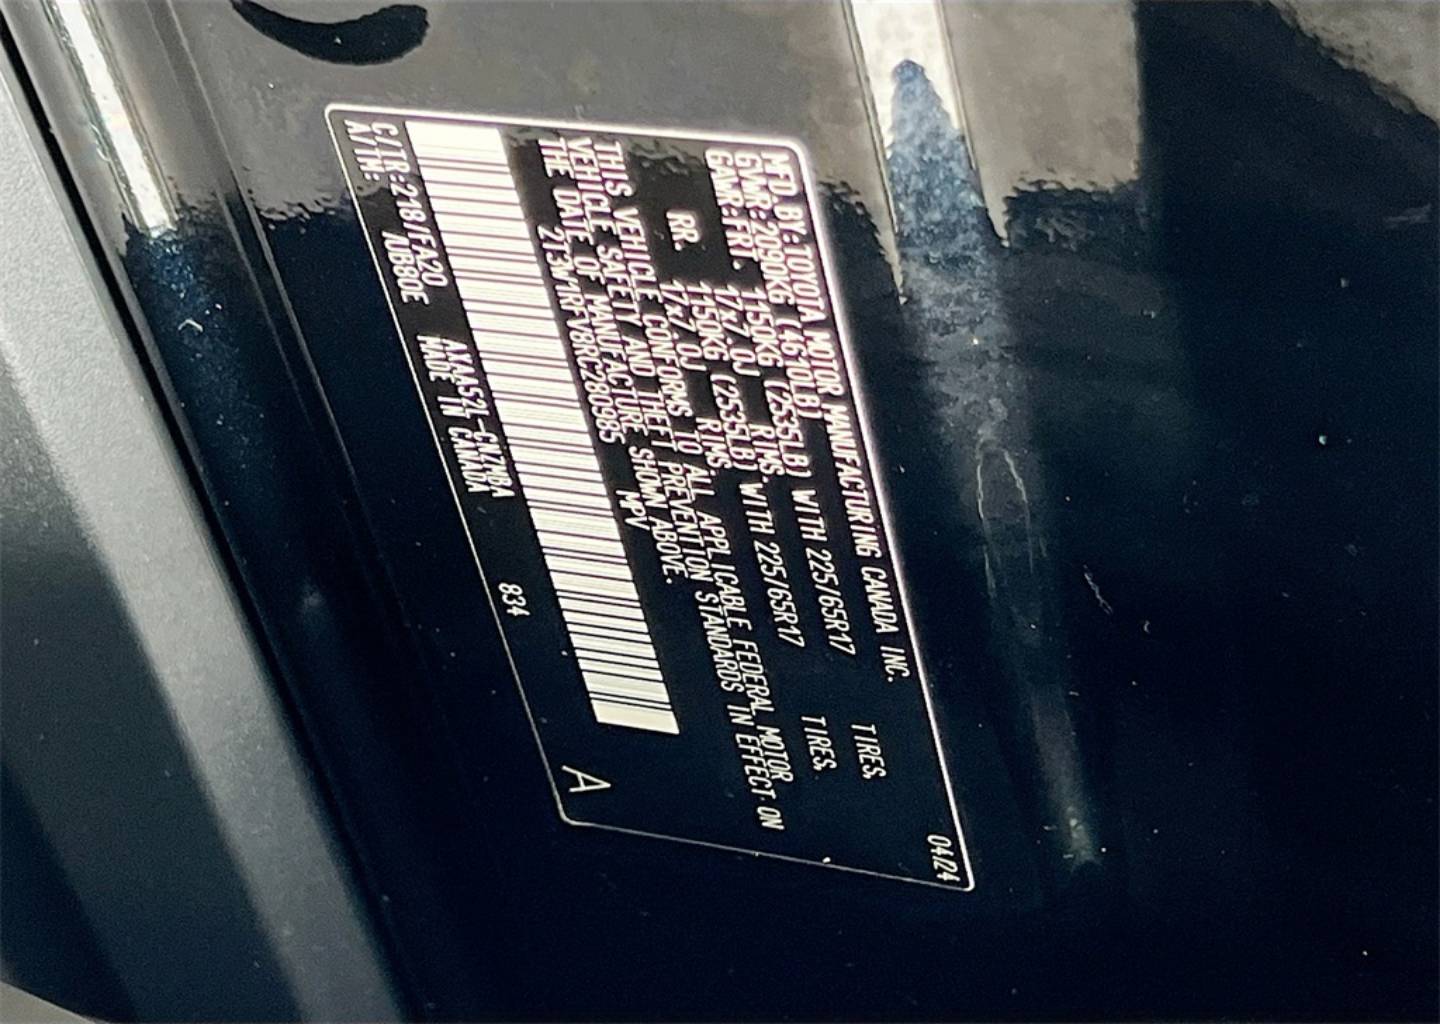 MFD.BY:TOYOTA MOTOR MANUFACTURING CANADA INC. 04/24
GVWR:2090KG (4610LB)
GAWR:FRT. 1150KG (2535LB) WITH 225/65R17 TIRES,
17x7.0J RIMS,
RR. 1150KG (2535LB) WITH 225/65R17 TIRES,
17x7.0J RIMS.
THIS VEHICLE CONFORMS TO ALL APPLICABLE FEDERAL MOTOR
VEHICLE SAFETY AND THEFT PREVENTION STANDARDS IN EFFECT ON
THE DATE OF MANUFACTURE SHOWN ABOVE.
2T3W1RFV8RC280985 MPV
C/TR:218/FA20 AXAA52L-CNZMBA 834 A
A/TM: /UB80E MADE IN CANADA